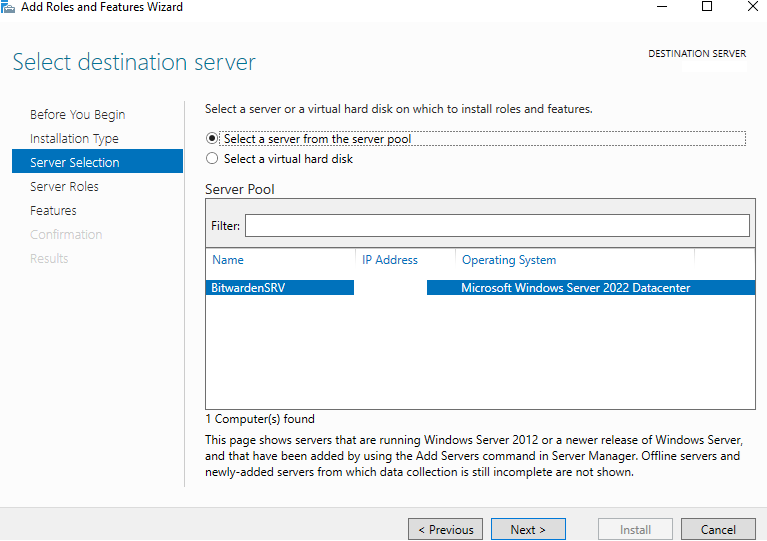 Add Roles and Features Wizard
Select destination server
DESTINATION SERVER
Before You Begin
Installation Type
Server Selection
Server Roles
Features
Confirmation
Results
Select a server or a virtual hard disk on which to install roles and features.
Select a server from the server pool
Select a virtual hard disk
Server Pool
Filter:
Name IP Address Operating System
BitwardenSRV Microsoft Windows Server 2022 Datacenter
1 Computer(s) found
This page shows servers that are running Windows Server 2012 or a newer release of Windows Server,
and that have been added by using the Add Servers command in Server Manager. Offline servers and
newly-added servers from which data collection is still incomplete are not shown.
< Previous Next > Install Cancel